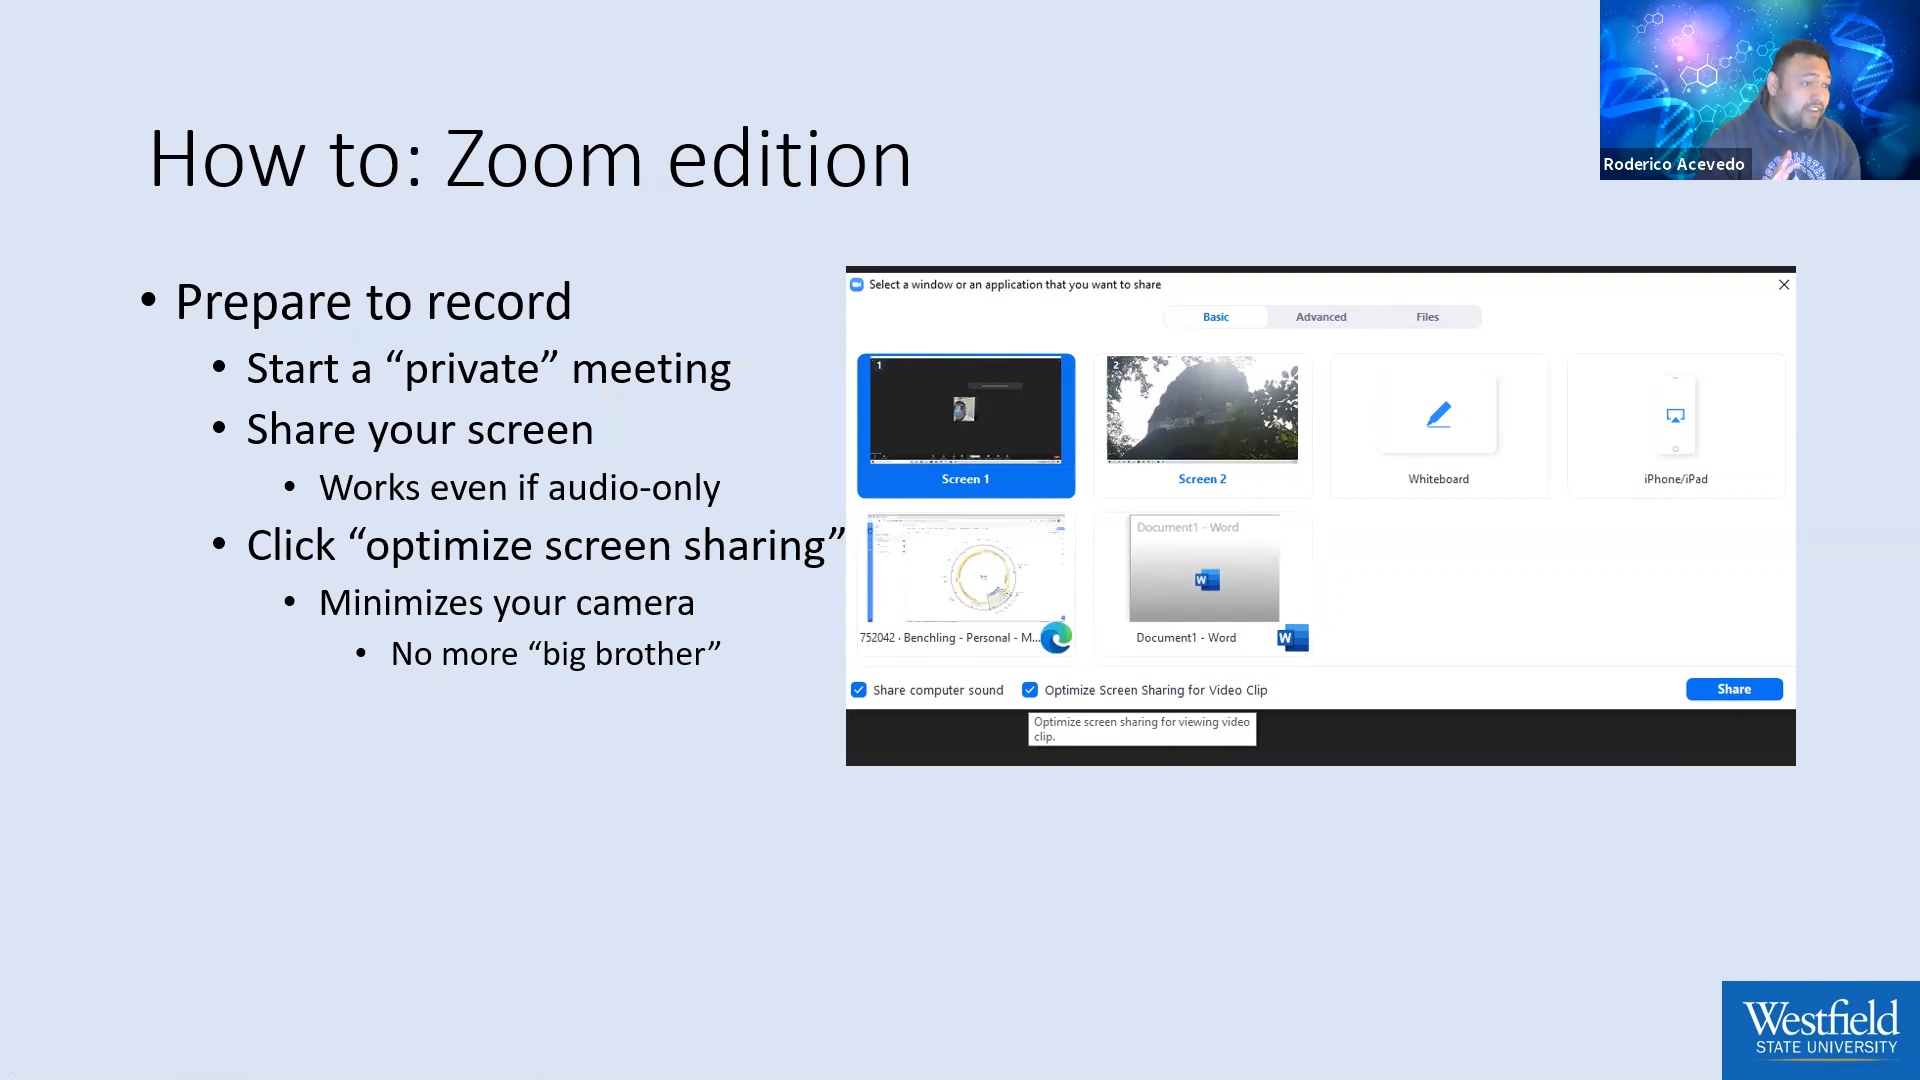 Roderico Acevedo
How to: Zoom edition
• Prepare to record
• Start a “private” meeting
• Share your screen
• Works even if audio-only
• Click “optimize screen sharing”
• Minimizes your camera
• No more “big brother”
Select a window or an application that you want to share
Basic Advanced Files
1
2
Screen 1
Screen 2
Whiteboard
iPhone/iPad
Document1 - Word
752042 · Benchling - Personal - M...
Document1 - Word
Share computer sound
Optimize Screen Sharing for Video Clip
Share
Optimize screen sharing for viewing video
clip.
Westfield
STATE UNIVERSITY